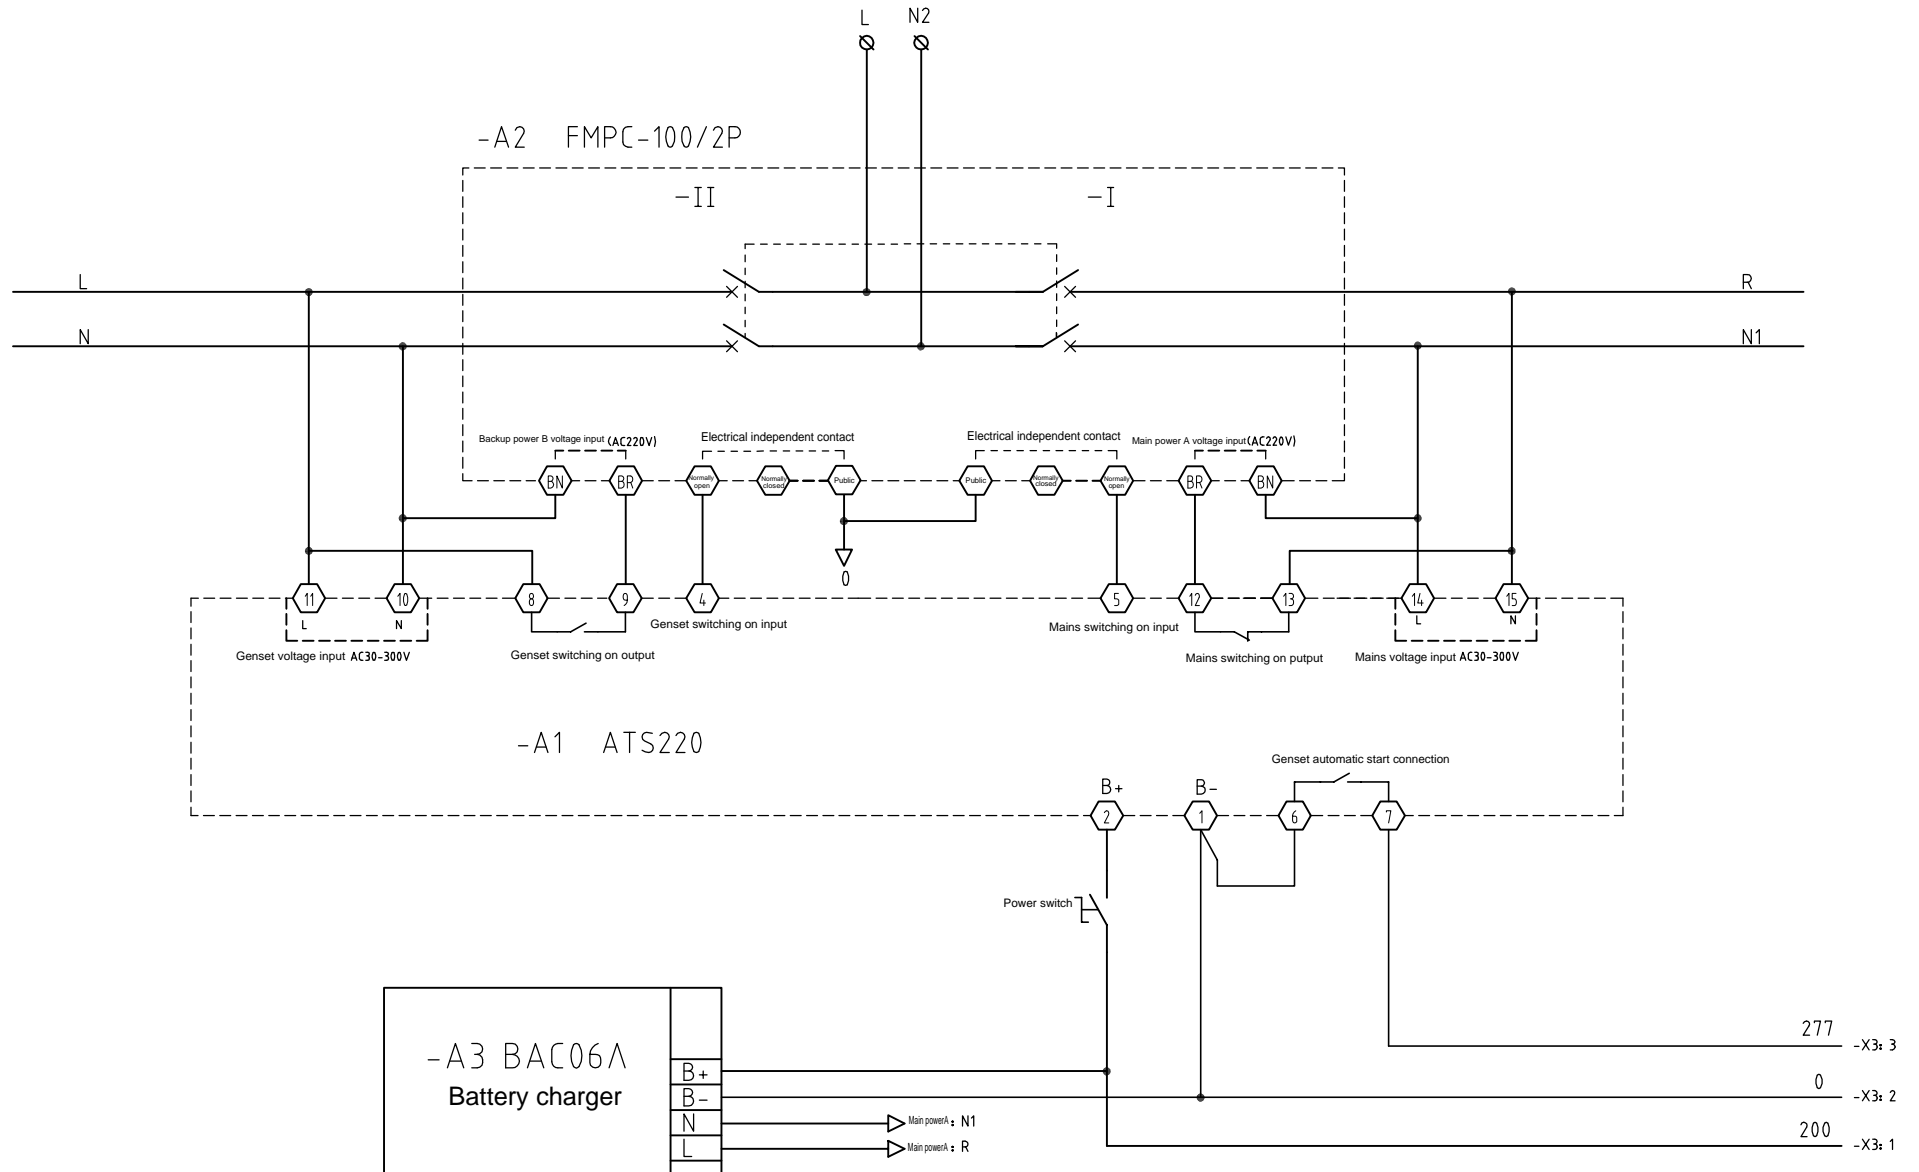 L N2
-A2 FMPC-100/2P
-II -I
L R
N N1
Backup power B voltage input (AC220V) Electrical independent contact Electrical independent contact Main power A voltage input (AC220V)
BN BR Normally open Normally closed Public Public Normally closed Normally open BR BN
0
11 10 8 9 4 5 12 13 14 15
L N L N
Genset switching on input Mains switching on input
Genset voltage input AC30-300V Genset switching on output Mains switching on putput Mains voltage input AC30-300V
-A1 ATS220
Genset automatic start connection
B+ B-
2 1 6 7
Power switch
277 -X3: 3
-A3 BAC06A
Battery charger
B+
B-
0 -X3: 2
N Main powerA : N1
L Main powerA : R
200 -X3: 1